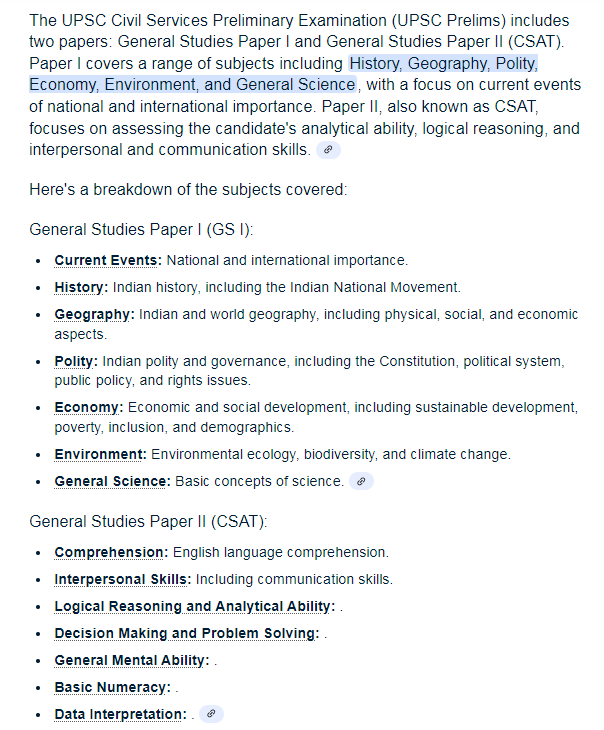 The UPSC Civil Services Preliminary Examination (UPSC Prelims) includes
two papers: General Studies Paper I and General Studies Paper II (CSAT).
Paper I covers a range of subjects including History, Geography, Polity,
Economy, Environment, and General Science, with a focus on current events
of national and international importance. Paper II, also known as CSAT,
focuses on assessing the candidate's analytical ability, logical reasoning, and
interpersonal and communication skills.
Here's a breakdown of the subjects covered:
General Studies Paper I (GS I):
• Current Events: National and international importance.
• History: Indian history, including the Indian National Movement.
• Geography: Indian and world geography, including physical, social, and economic
aspects.
• Polity: Indian polity and governance, including the Constitution, political system,
public policy, and rights issues.
• Economy: Economic and social development, including sustainable development,
poverty, inclusion, and demographics.
• Environment: Environmental ecology, biodiversity, and climate change.
• General Science: Basic concepts of science.
General Studies Paper II (CSAT):
• Comprehension: English language comprehension.
• Interpersonal Skills: Including communication skills.
• Logical Reasoning and Analytical Ability: .
• Decision Making and Problem Solving: .
• General Mental Ability: .
• Basic Numeracy: .
• Data Interpretation: .